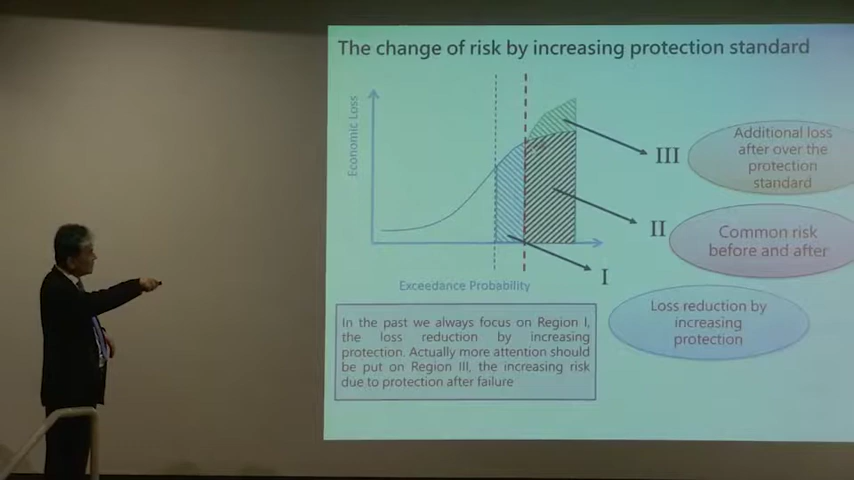 The change of risk by increasing protection standard
Economic Loss
Exceedance Probability
III
Additional loss
after over the
protection
standard
II
Common risk
before and after
I
Loss reduction by
increasing
protection
In the past we always focus on Region I,
the loss reduction by increasing
protection. Actually more attention should
be put on Region III, the increasing risk
due to protection after failure